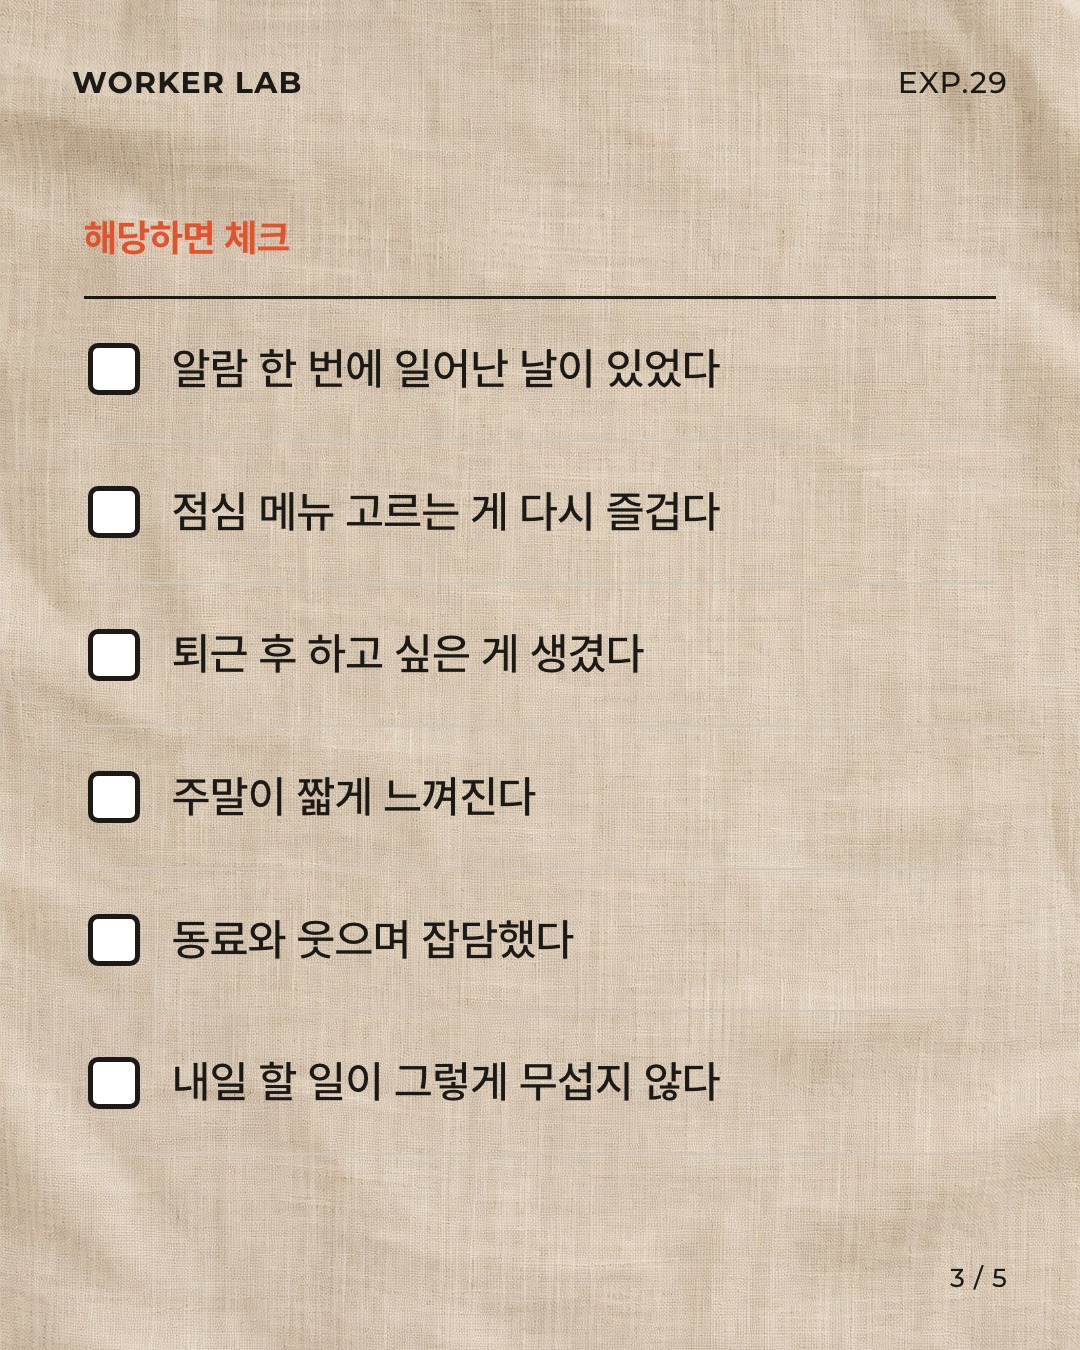 WORKER LAB
EXP.29
해당하면 체크
알람 한 번에 일어난 날이 있었다
점심 메뉴 고르는 게 다시 즐겁다
퇴근 후 하고 싶은 게 생겼다
주말이 짧게 느껴진다
동료와 웃으며 잡담했다
내일 할 일이 그렇게 무섭지 않다
3 / 5